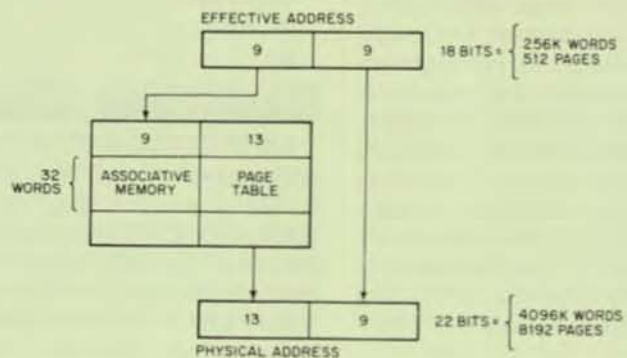 EFFECTIVE ADDRESS
9 9
18 BITS = 256K WORDS
512 PAGES
9 13
32
WORDS
ASSOCIATIVE
MEMORY
PAGE
TABLE
13 9
22 BITS = 4096K WORDS
8192 PAGES
PHYSICAL ADDRESS